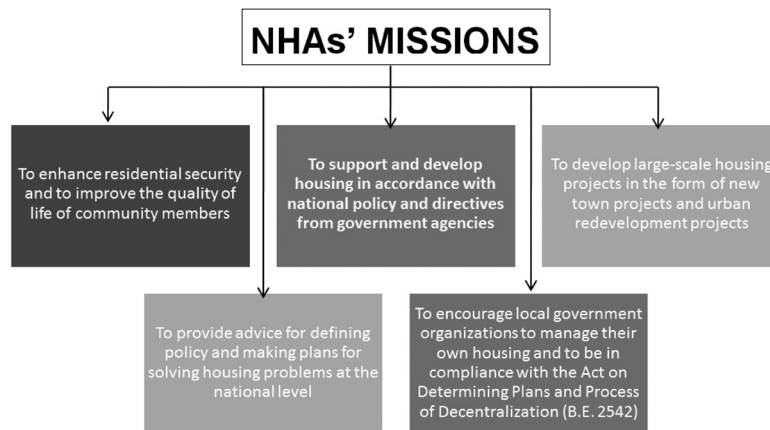 NHAs' MISSIONS
To enhance residential security
and to improve the quality of
life of community members
To support and develop
housing in accordance with
national policy and directives
from government agencies
To develop large-scale housing
projects in the form of new
town projects and urban
redevelopment projects
To provide advice for defining
policy and making plans for
solving housing problems at the
national level
To encourage local government
organizations to manage their
own housing and to be in
compliance with the Act on
Determining Plans and Process
of Decentralization (B.E. 2542)